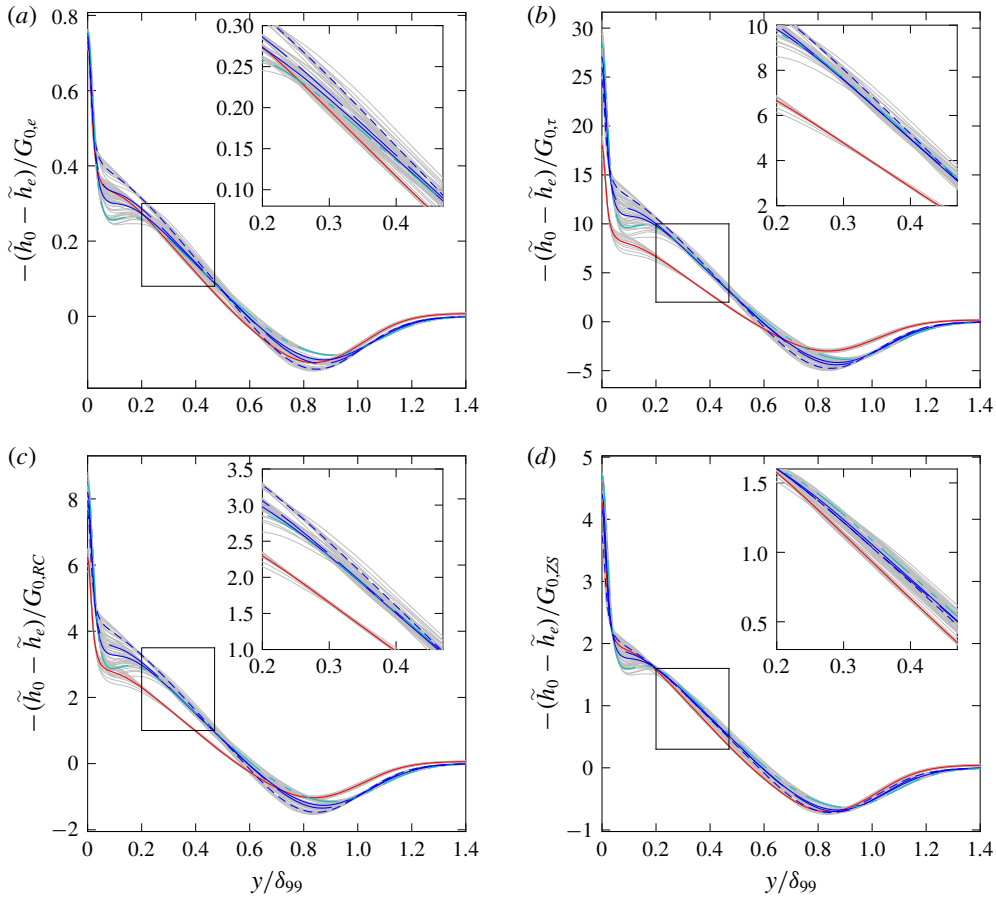 (a)
0.8
0.6
0.4
0.2
0
−(h̃0 − h̃e)/G0,e
0 0.2 0.4 0.6 0.8 1.0 1.2 1.4
0.30
0.25
0.20
0.15
0.10
0.2 0.3 0.4
(b)
30
25
20
15
10
5
0
−5
−(h̃0 − h̃e)/G0,τ
0 0.2 0.4 0.6 0.8 1.0 1.2 1.4
10
8
6
4
2
0.2 0.3 0.4
(c)
8
6
4
2
0
−2
−(h̃0 − h̃e)/G0,RC
0 0.2 0.4 0.6 0.8 1.0 1.2 1.4
y/δ99
3.5
3.0
2.5
2.0
1.5
1.0
0.2 0.3 0.4
(d)
5
4
3
2
1
0
−1
−(h̃0 − h̃e)/G0,ZS
0 0.2 0.4 0.6 0.8 1.0 1.2 1.4
y/δ99
1.5
1.0
0.5
0.2 0.3 0.4